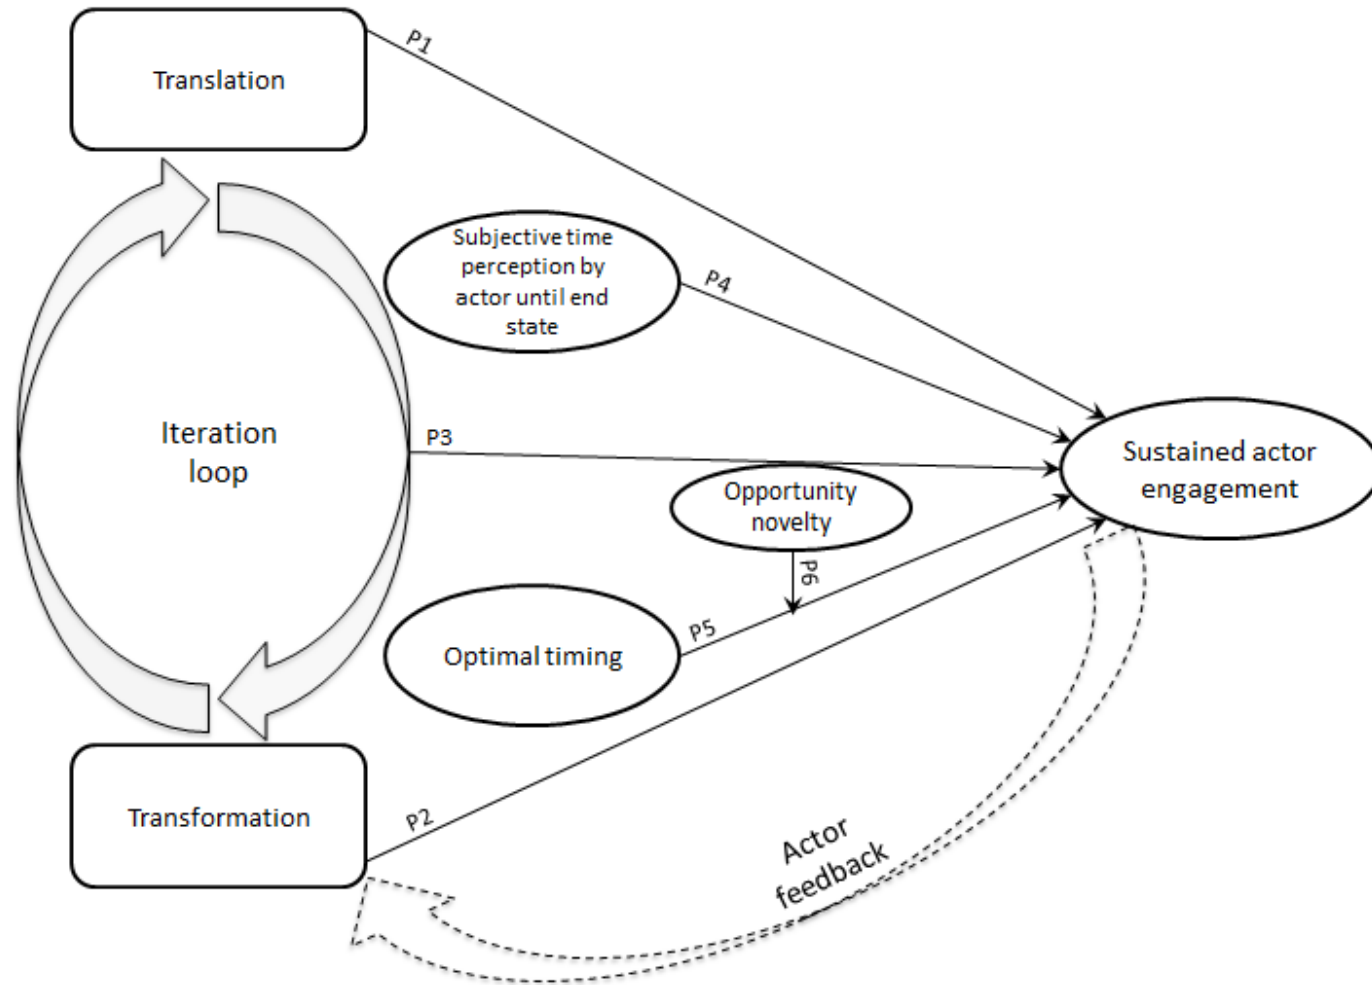 Translation
P1
Subjective time
perception by
actor until end
state
P4
Iteration
loop
P3
Sustained actor
engagement
Opportunity
novelty
P6
Optimal timing
P5
Transformation
P2
Actor
feedback